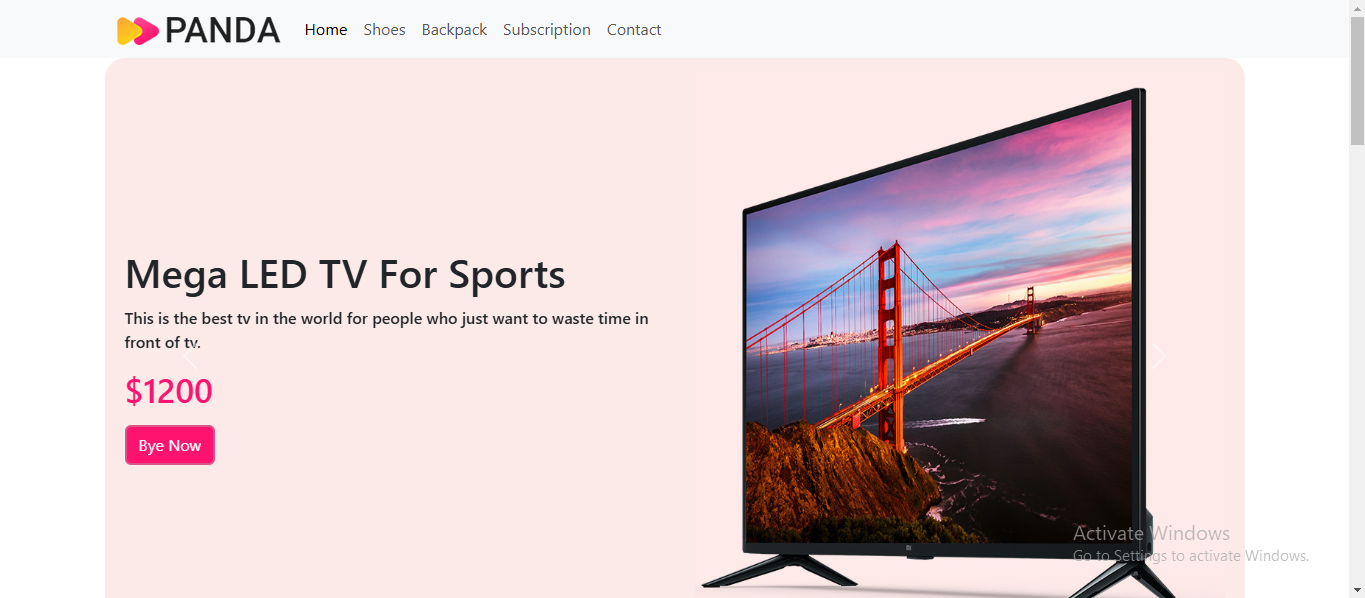 PANDA Home Shoes Backpack Subscription Contact
Mega LED TV For Sports
This is the best tv in the world for people who just want to waste time in
front of tv.
$1200
Bye Now
Activate Windows
Go to Settings to activate Windows.